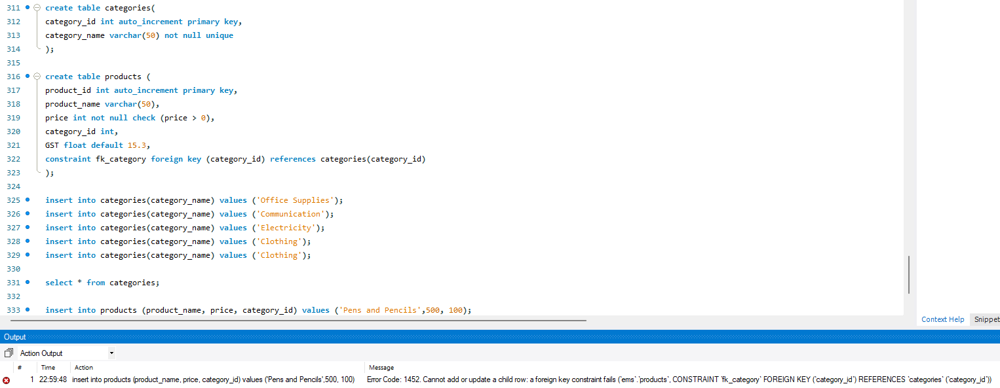 311 create table categories(
312 category_id int auto_increment primary key,
313 category_name varchar(50) not null unique
314 );
315
316 create table products (
317 product_id int auto_increment primary key,
318 product_name varchar(50),
319 price int not null check (price > 0),
320 category_id int,
321 GST float default 15.3,
322 constraint fk_category foreign key (category_id) references categories(category_id)
323 );
324
325 insert into categories(category_name) values ('Office Supplies');
326 insert into categories(category_name) values ('Communication');
327 insert into categories(category_name) values ('Electricity');
328 insert into categories(category_name) values ('Clothing');
329 insert into categories(category_name) values ('Clothing');
330
331 select * from categories;
332
333 insert into products (product_name, price, category_id) values ('Pens and Pencils',500, 100);
Context Help Snippet
Output
Action Output
# Time Action Message
1 22:59:48 insert into products (product_name, price, category_id) values ('Pens and Pencils',500, 100) Error Code: 1452. Cannot add or update a child row: a foreign key constraint fails (`ems`.`products`, CONSTRAINT `fk_category` FOREIGN KEY (`category_id`) REFERENCES `categories` (`category_id`))